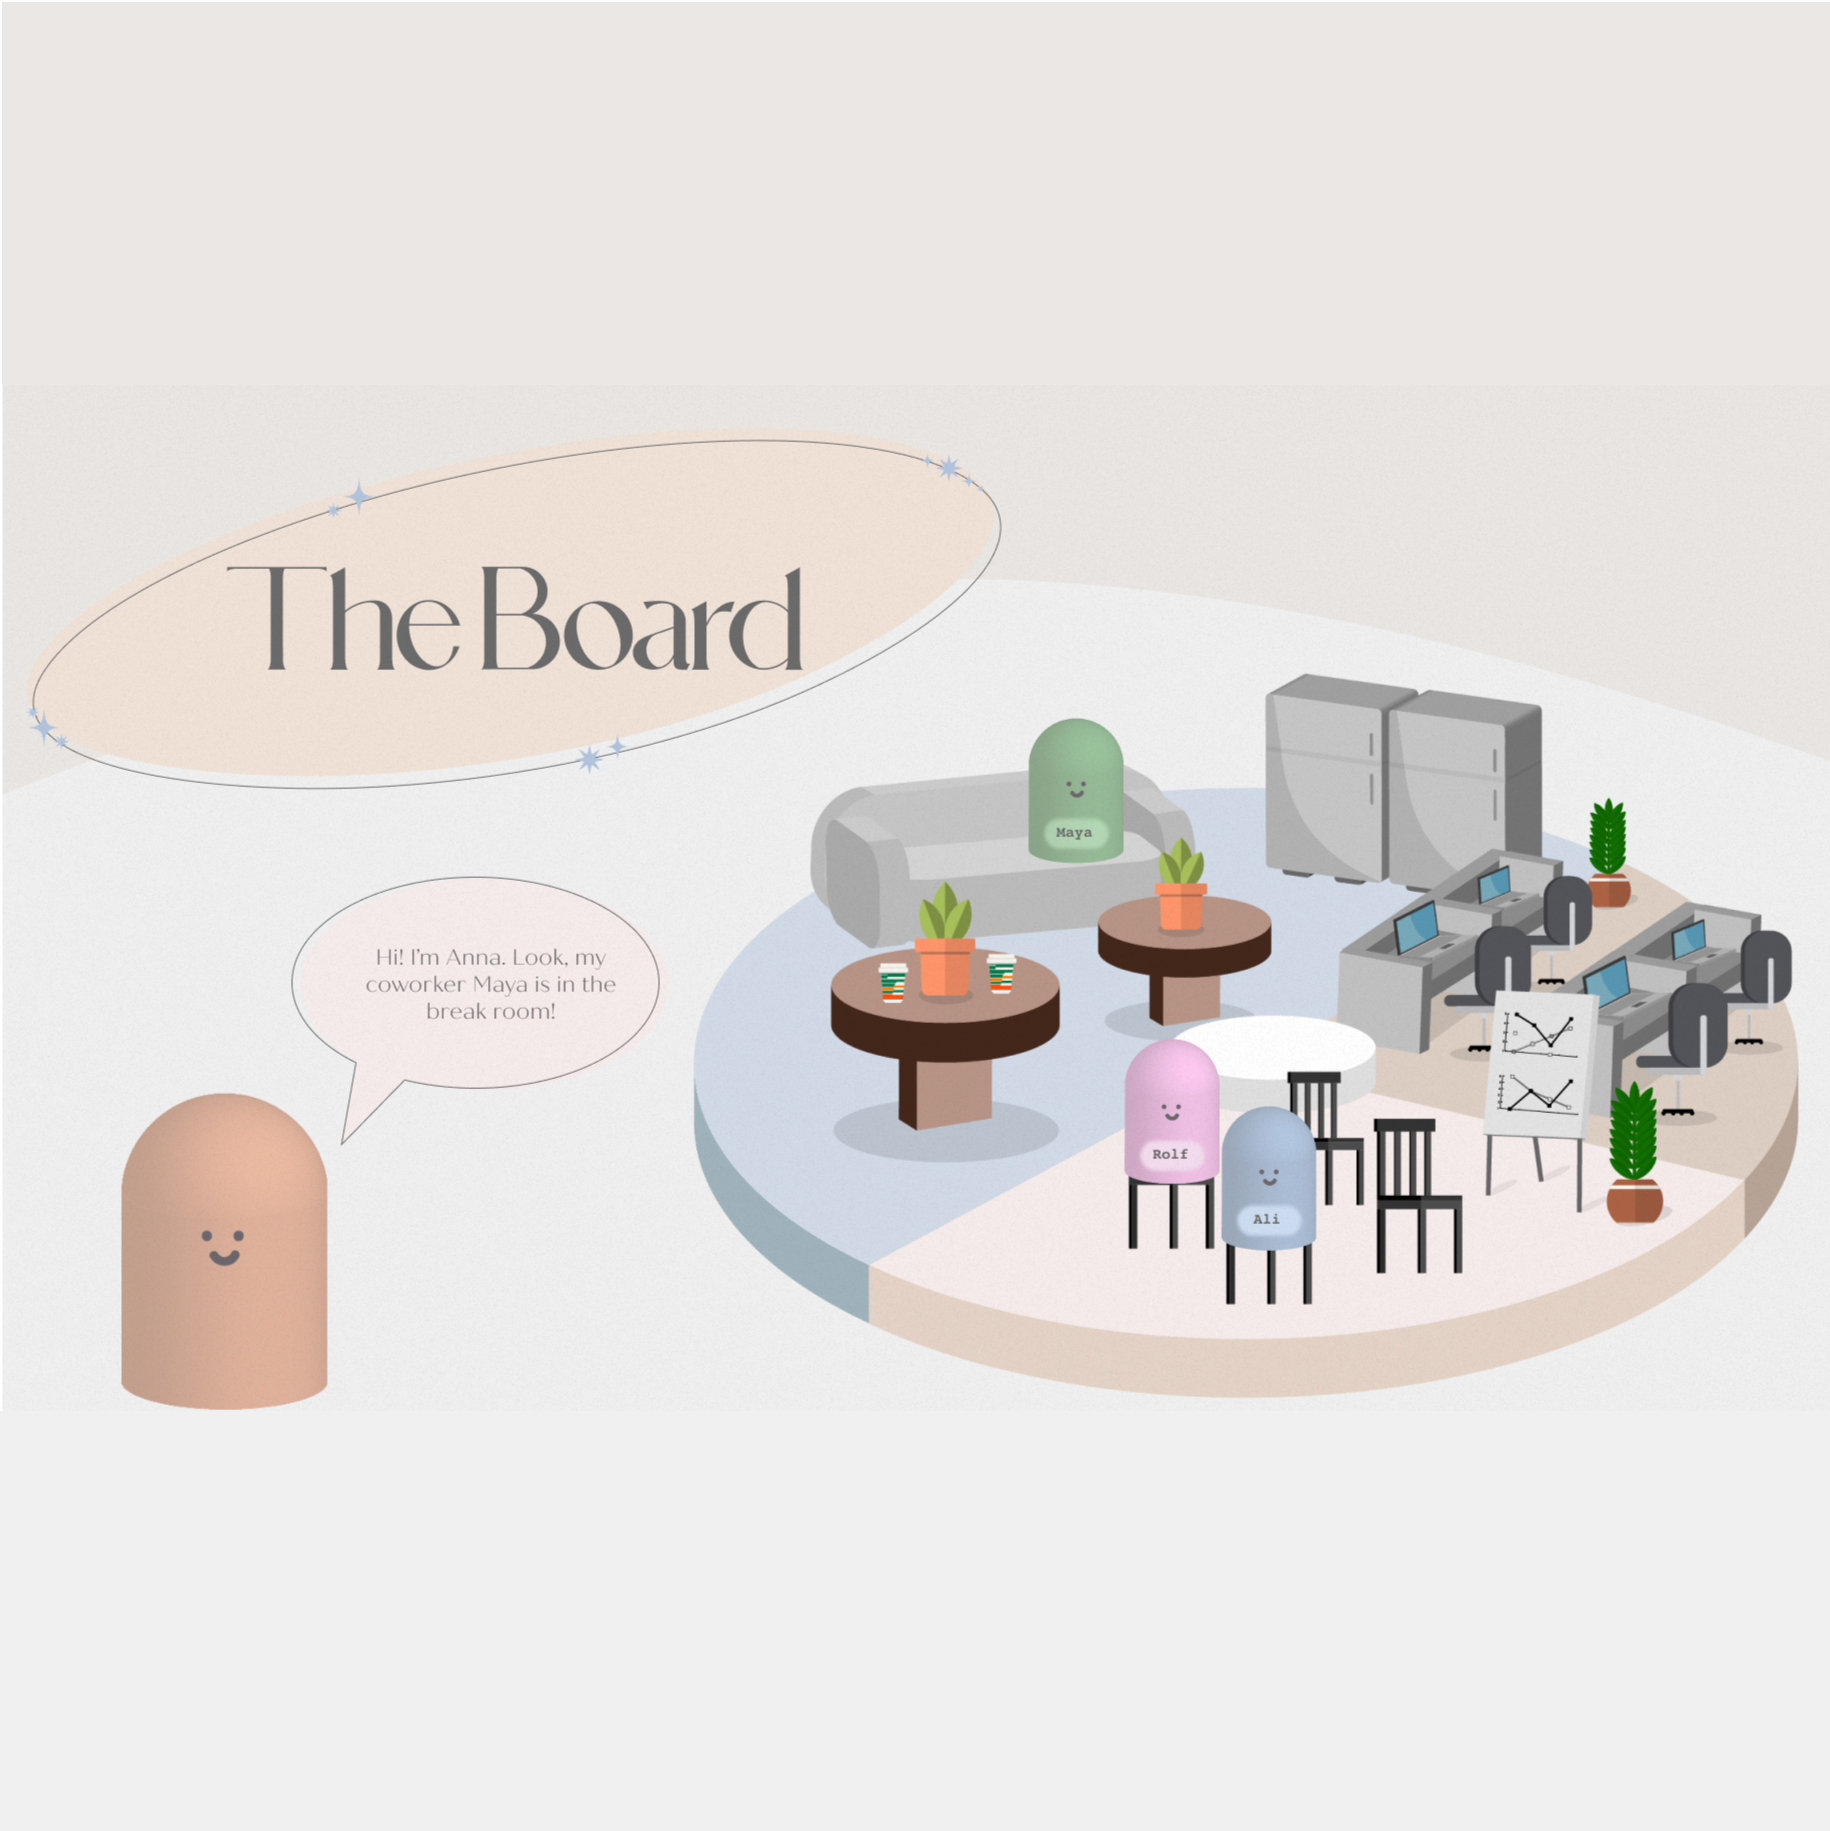 The Board
Maya
Hi! I'm Anna. Look, my
coworker Maya is in the
break room!
Rolf
Ali